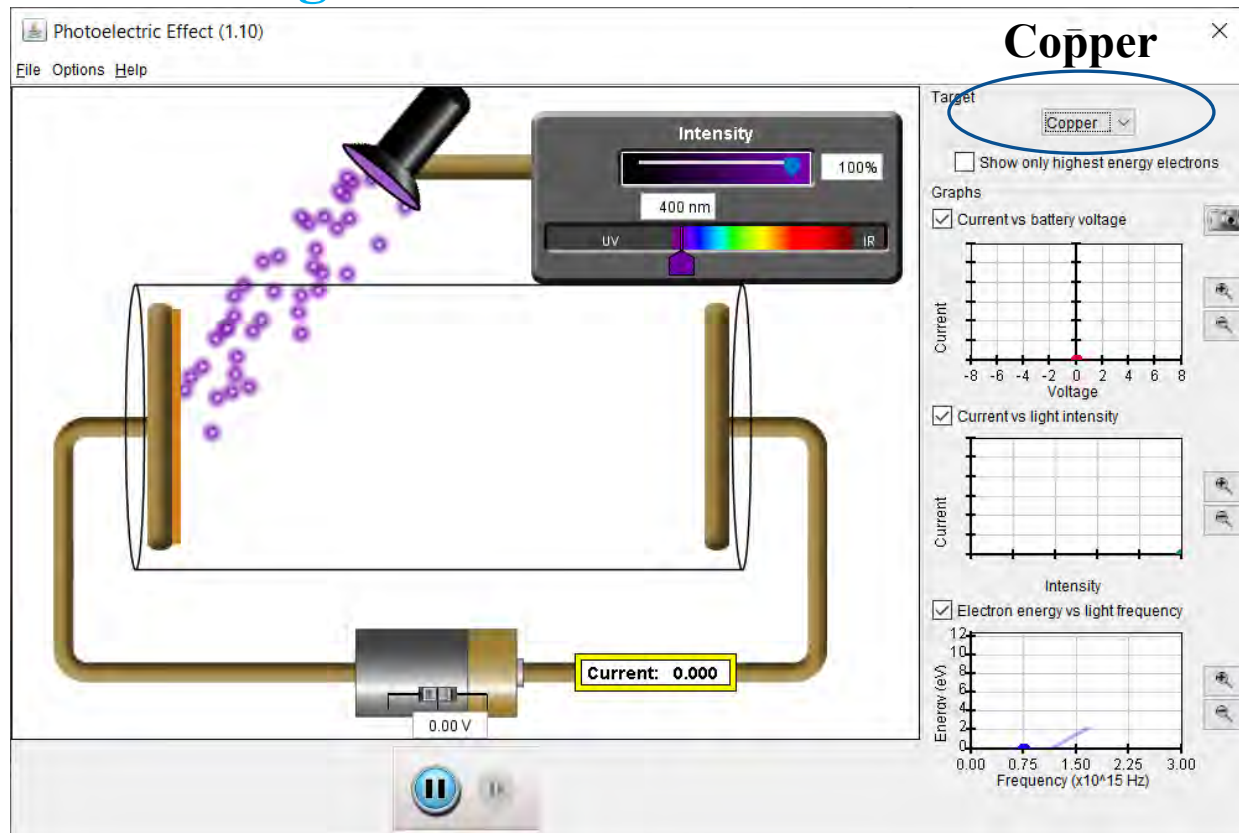 Photoelectric Effect (1.10)
Copper
File Options Help
Target
Copper
Show only highest energy electrons
Intensity
100%
400 nm
UV
IR
Graphs
Current vs battery voltage
Current
-8 -6 -4 -2 0 2 4 6 8
Voltage
Current vs light intensity
Current
Intensity
Electron energy vs light frequency
12
10
8
6
4
2
0
Energy (eV)
0.00 0.75 1.50 2.25 3.00
Frequency (x10^15 Hz)
Current: 0.000
0.00 V